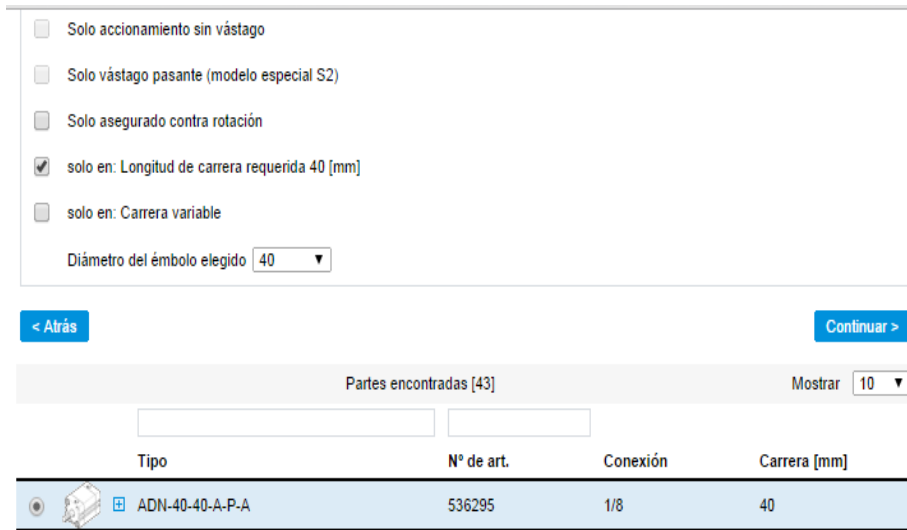 Solo accionamiento sin vástago
Solo vástago pasante (modelo especial S2)
Solo asegurado contra rotación
solo en: Longitud de carrera requerida 40 [mm]
solo en: Carrera variable
Diámetro del émbolo elegido 40
< Atrás Continuar >
Partes encontradas [43] Mostrar 10
Tipo Nº de art. Conexión Carrera [mm]
ADN-40-40-A-P-A 536295 1/8 40